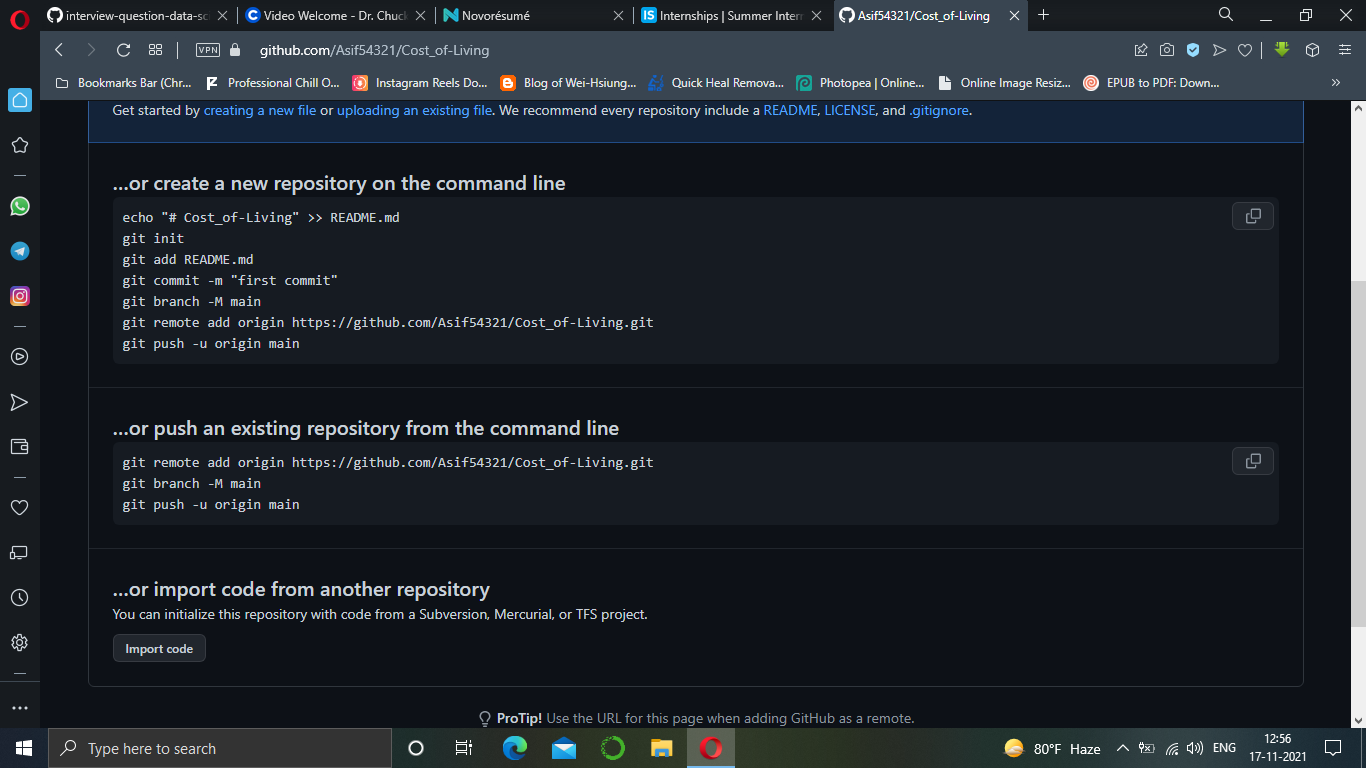 interview-question-data-sc
Video Welcome - Dr. Chuck
Novorésumé
Internships | Summer Intern
Asif54321/Cost_of-Living
VPN
github.com/Asif54321/Cost_of-Living
Bookmarks Bar (Chr...
Professional Chill O...
Instagram Reels Do...
Blog of Wei-Hsiung...
Quick Heal Remova...
Photopea | Online...
Online Image Resiz...
EPUB to PDF: Down...
»
Get started by creating a new file or uploading an existing file. We recommend every repository include a README, LICENSE, and .gitignore.
…or create a new repository on the command line
echo "# Cost_of-Living" >> README.md
git init
git add README.md
git commit -m "first commit"
git branch -M main
git remote add origin https://github.com/Asif54321/Cost_of-Living.git
git push -u origin main
…or push an existing repository from the command line
git remote add origin https://github.com/Asif54321/Cost_of-Living.git
git branch -M main
git push -u origin main
…or import code from another repository
You can initialize this repository with code from a Subversion, Mercurial, or TFS project.
Import code
ProTip! Use the URL for this page when adding GitHub as a remote.
Type here to search
80°F Haze
ENG
12:56
17-11-2021